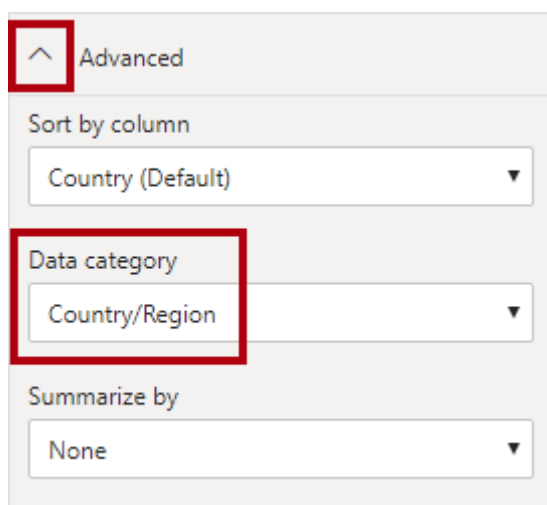 Advanced
Sort by column
Country (Default)
Data category
Country/Region
Summarize by
None